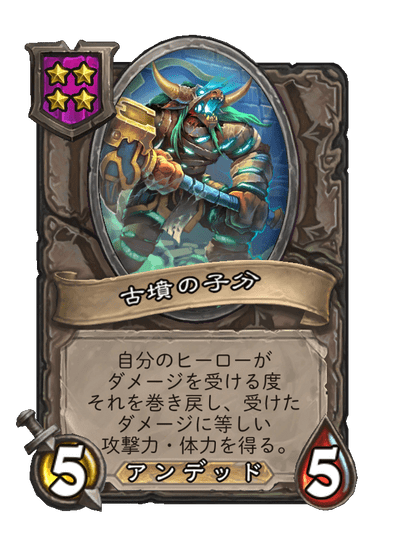 古墳の子分
自分のヒーローが
ダメージを受ける度
それを巻き戻し、受けた
ダメージに等しい
攻撃力・体力を得る。
5
アンデッド
5